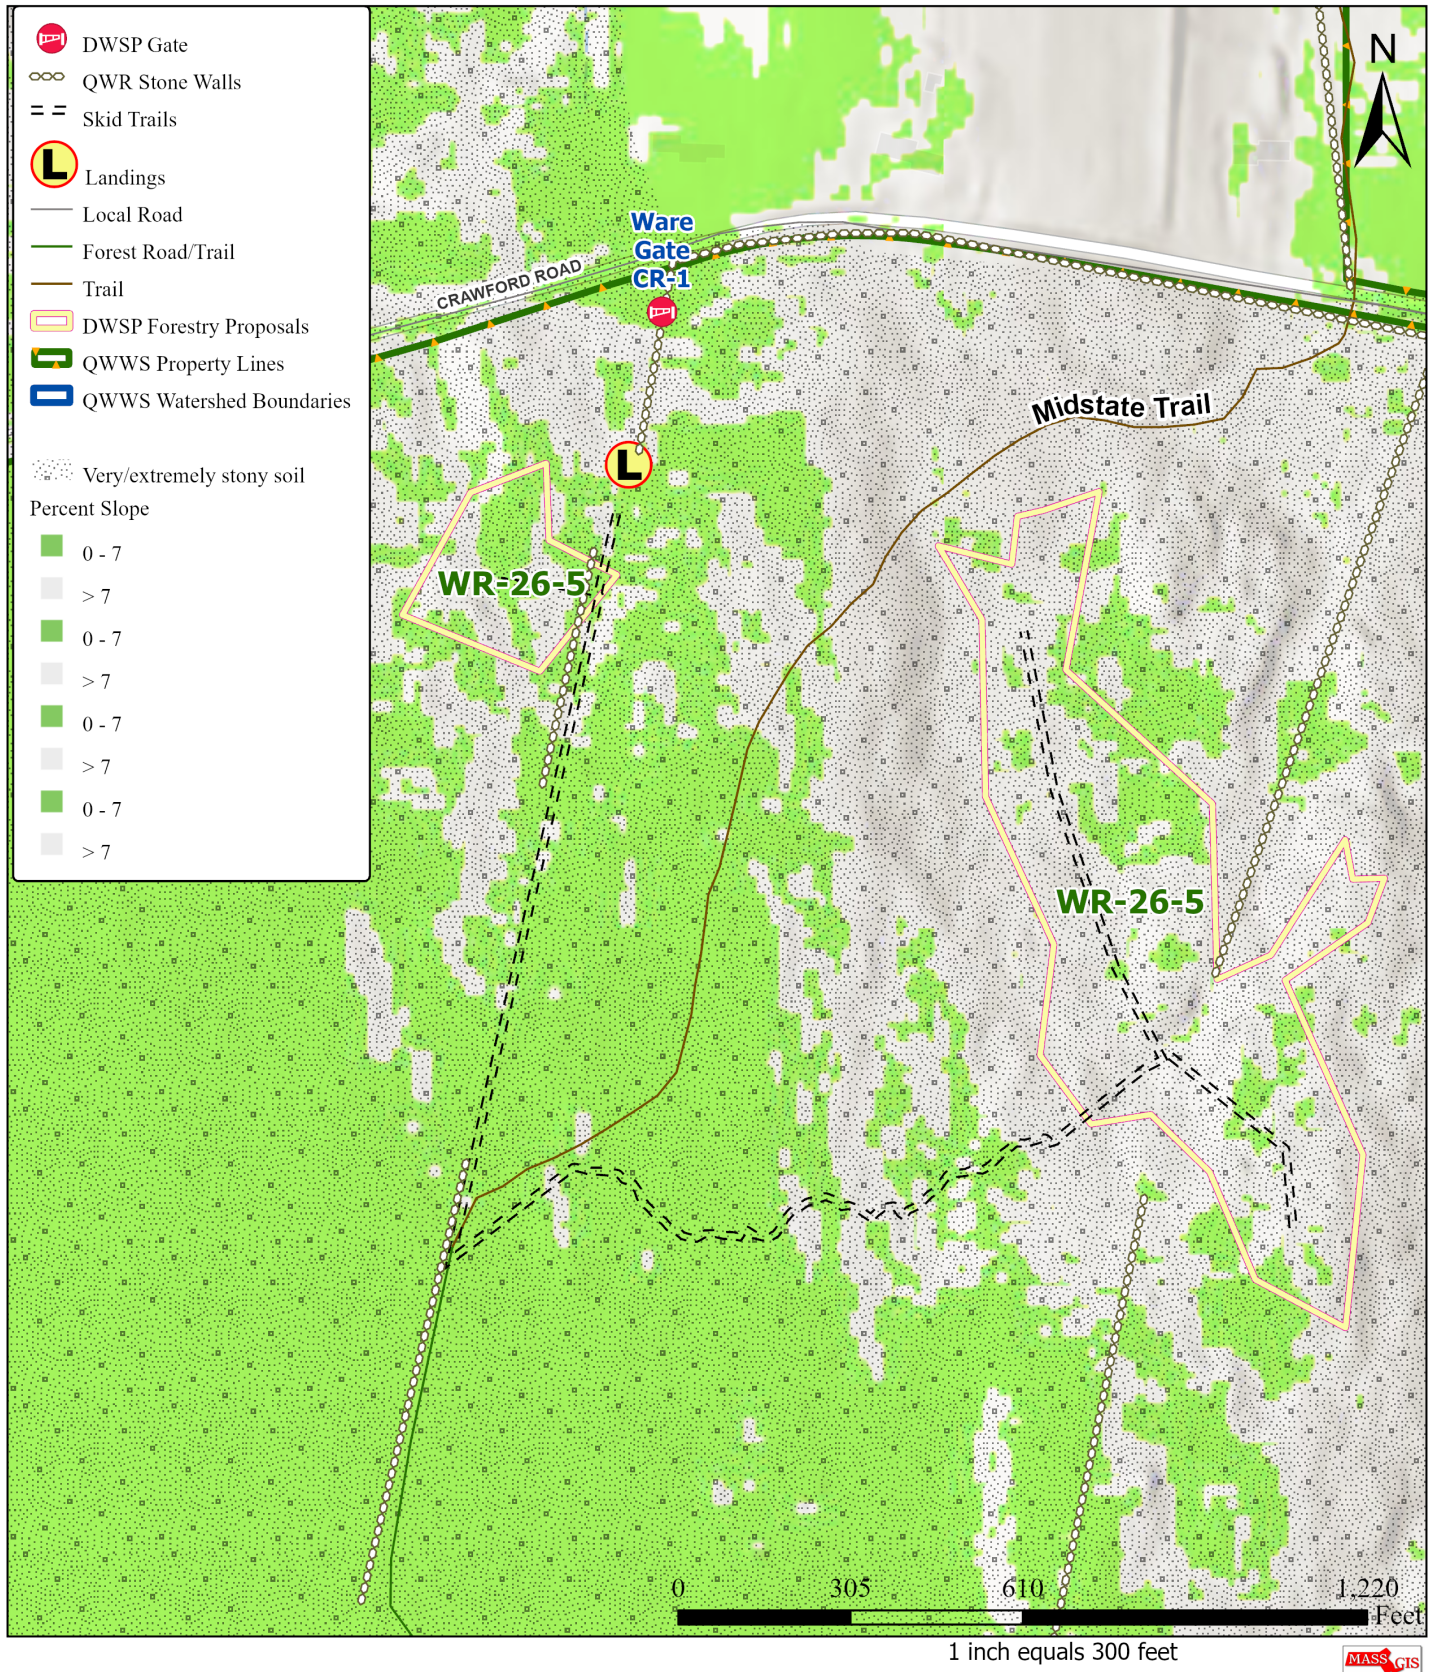 DWSP Gate
QWR Stone Walls
Skid Trails
L
Landings
Local Road
Forest Road/Trail
Trail
DWSP Forestry Proposals
QWWS Property Lines
QWWS Watershed Boundaries
Very/extremely stony soil
Percent Slope
0 - 7
> 7
0 - 7
> 7
0 - 7
> 7
0 - 7
> 7
N
Ware
Gate
CR-1
CRAWFORD ROAD
Midstate Trail
L
WR-26-5
WR-26-5
0 305 610 1,220
Feet
1 inch equals 300 feet
MASS GIS